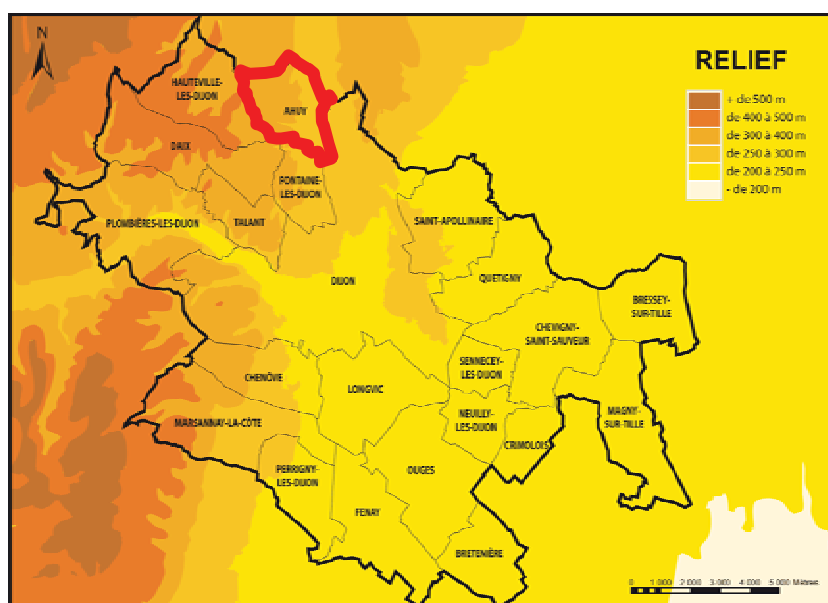 N
RELIEF
+ de 500 m
de 400 à 500 m
de 300 à 400 m
de 250 à 300 m
de 200 à 250 m
- de 200 m
HAUTEVILLE-
LES-DIJON
AHUY
DAIX
FONTAINE-
LES-DIJON
PLOMBIÈRES-LES-DIJON
TALANT
SAINT-APOLLINAIRE
DIJON
QUETIGNY
BRESSEY-
SUR-TILLE
CHEVIGNY-
SAINT-SAUVEUR
SENNECEY-
LES-DIJON
CHENÔVE
LONGVIC
NEUILLY-
LES-DIJON
MAGNY-
SUR-TILLE
MARSANNAY-LA-CÔTE
CRIMOLOIS
PERRIGNY-
LES-DIJON
OUGES
FENAY
BRETENIÈRE
0 1 000 2 000 3 000 4 000 5 000 Mètres